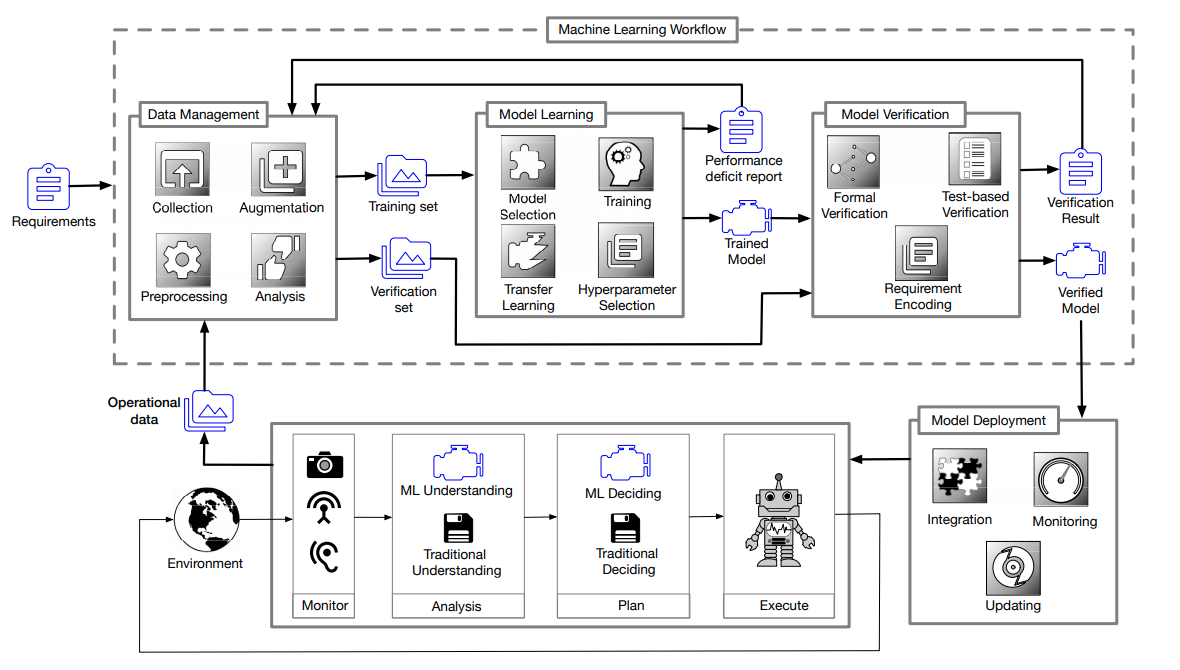 Machine Learning Workflow
Data Management
Collection
Augmentation
Preprocessing
Analysis
Requirements
Training set
Verification
set
Model Learning
Model
Selection
Training
Transfer
Learning
Hyperparameter
Selection
Performance
deficit report
Trained
Model
Model Verification
Formal
Verification
Test-based
Verification
Requirement
Encoding
Verification
Result
Verified
Model
Operational
data
Environment
Monitor
ML Understanding
Traditional
Understanding
Analysis
ML Deciding
Traditional
Deciding
Plan
Execute
Model Deployment
Integration
Monitoring
Updating